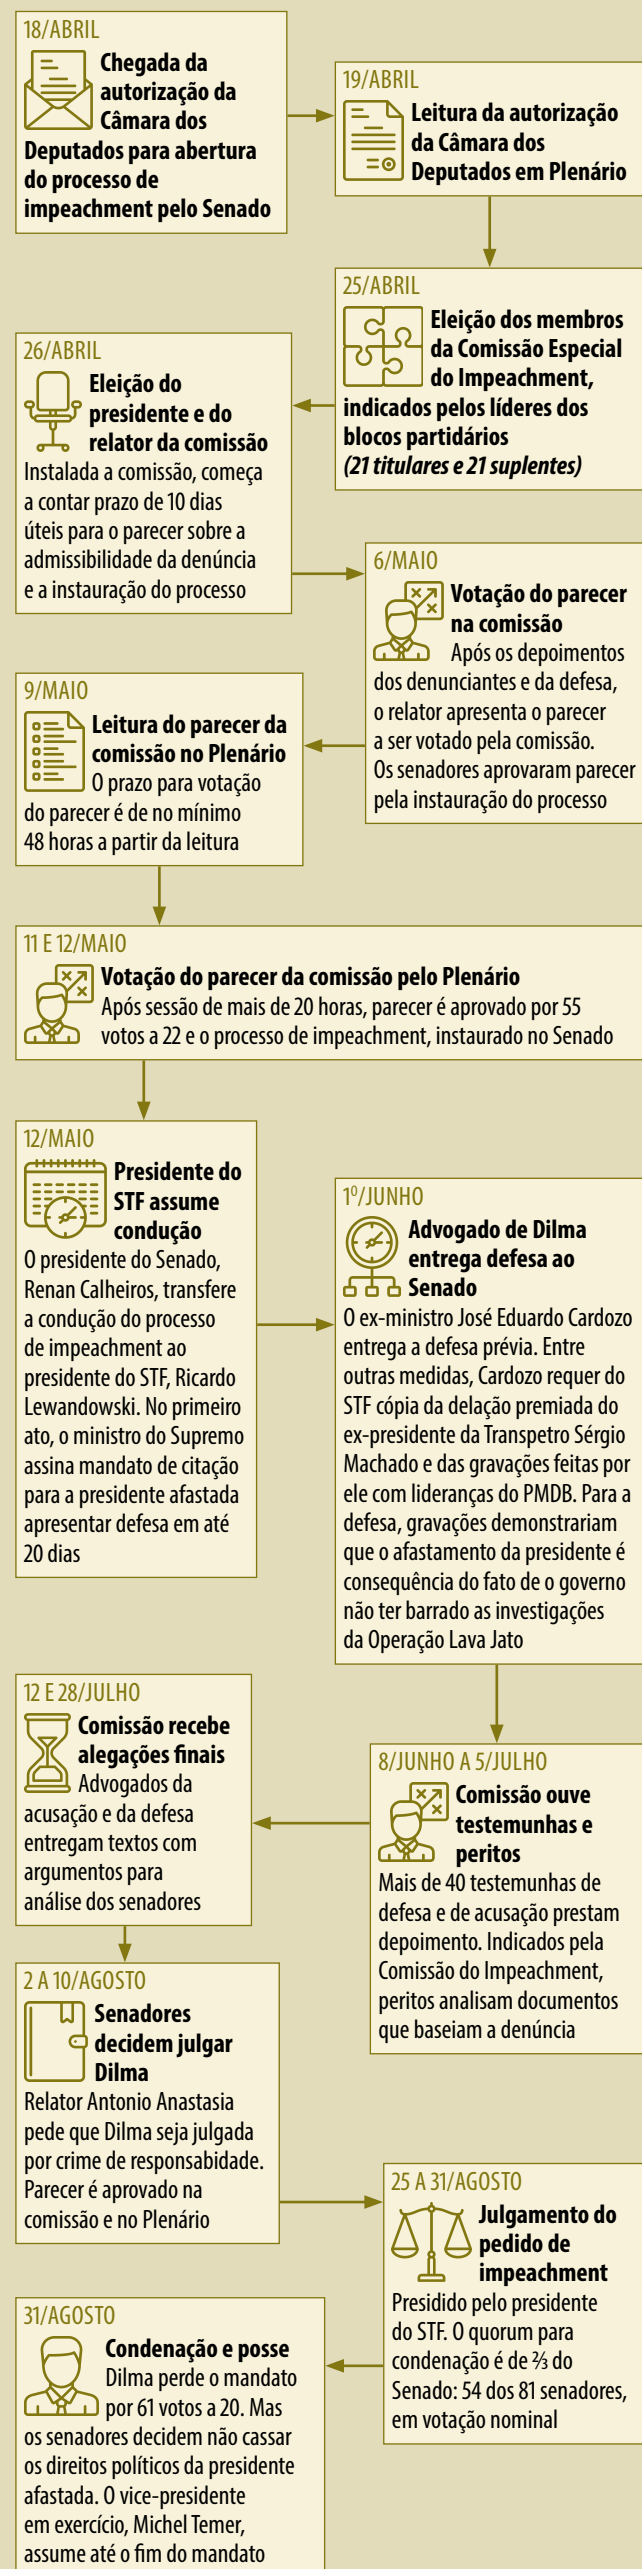 18/ABRIL
Chegada da
autorização da
Câmara dos
Deputados para abertura
do processo de
impeachment pelo Senado
19/ABRIL
Leitura da autorização
da Câmara dos
Deputados em Plenário
25/ABRIL
Eleição dos membros
da Comissão Especial
do Impeachment,
indicados pelos líderes dos
blocos partidários
(21 titulares e 21 suplentes)
26/ABRIL
Eleição do
presidente e do
relator da comissão
Instalada a comissão, começa
a contar prazo de 10 dias
úteis para o parecer sobre a
admissibilidade da denúncia
e a instauração do processo
6/MAIO
Votação do parecer
na comissão
Após os depoimentos
dos denunciantes e da defesa,
o relator apresenta o parecer
a ser votado pela comissão.
Os senadores aprovaram parecer
pela instauração do processo
9/MAIO
Leitura do parecer da
comissão no Plenário
O prazo para votação
do parecer é de no mínimo
48 horas a partir da leitura
11 E 12/MAIO
Votação do parecer da comissão pelo Plenário
Após sessão de mais de 20 horas, parecer é aprovado por 55
votos a 22 e o processo de impeachment, instaurado no Senado
12/MAIO
Presidente do
STF assume
condução
O presidente do Senado,
Renan Calheiros, transfere
a condução do processo
de impeachment ao
presidente do STF, Ricardo
Lewandowski. No primeiro
ato, o ministro do Supremo
assina mandato de citação
para a presidente afastada
apresentar defesa em até
20 dias
1º/JUNHO
Advogado de Dilma
entrega defesa ao
Senado
O ex-ministro José Eduardo Cardozo
entrega a defesa prévia. Entre
outras medidas, Cardozo requer do
STF cópia da delação premiada do
ex-presidente da Transpetro Sérgio
Machado e das gravações feitas por
ele com lideranças do PMDB. Para a
defesa, gravações demonstrariam
que o afastamento da presidente é
consequência do fato de o governo
não ter barrado as investigações
da Operação Lava Jato
8/JUNHO A 5/JULHO
Comissão ouve
testemunhas e
peritos
Mais de 40 testemunhas de
defesa e de acusação prestam
depoimento. Indicados pela
Comissão do Impeachment,
peritos analisam documentos
que baseiam a denúncia
12 E 28/JULHO
Comissão recebe
alegações finais
Advogados da
acusação e da defesa
entregam textos com
argumentos para
análise dos senadores
2 A 10/AGOSTO
Senadores
decidem julgar
Dilma
Relator Antonio Anastasia
pede que Dilma seja julgada
por crime de responsabidade.
Parecer é aprovado na
comissão e no Plenário
25 A 31/AGOSTO
Julgamento do
pedido de
impeachment
Presidido pelo presidente
do STF. O quorum para
condenação é de ⅔ do
Senado: 54 dos 81 senadores,
em votação nominal
31/AGOSTO
Condenação e posse
Dilma perde o mandato
por 61 votos a 20. Mas
os senadores decidem não cassar
os direitos políticos da presidente
afastada. O vice-presidente
em exercício, Michel Temer,
assume até o fim do mandato